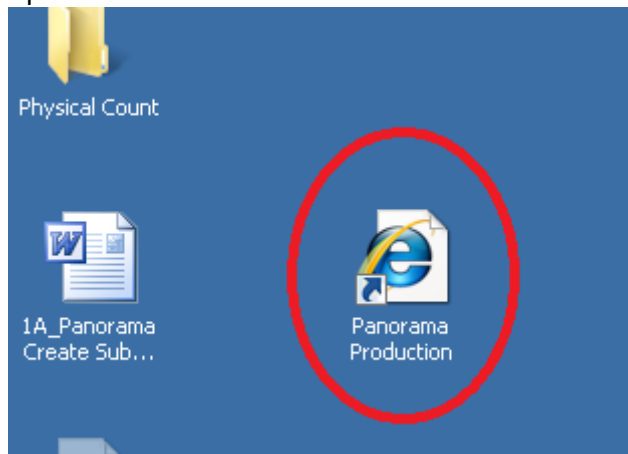 Physical Count
1A_Panorama
Create Sub...
Panorama
Production